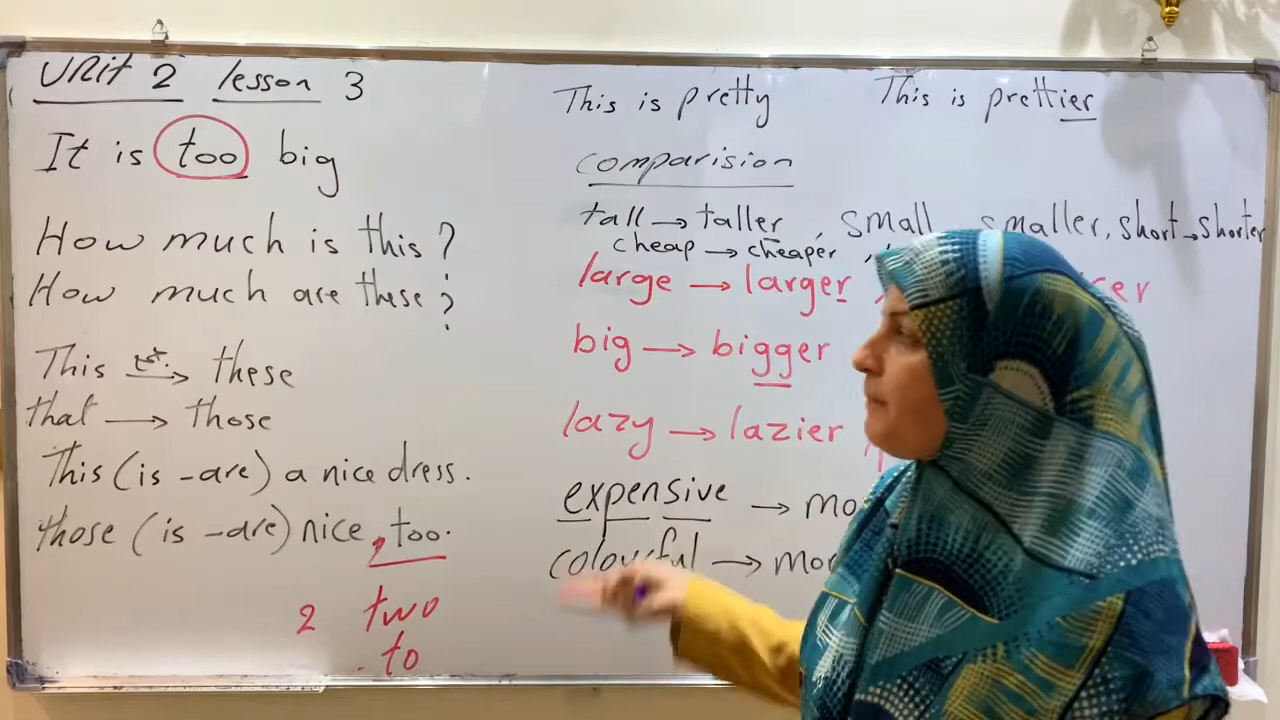 Unit 2 lesson 3
It is too big
How much is this?
How much are these?
This → these
that → those
This (is - are) a nice dress.
those (is - are) nice, too.
2 two
to
This is pretty This is prettier
comparision
tall → taller, small smaller, short → shorter
cheap → cheaper,
large → larger,
big → bigger
lazy → lazier
expensive →
colourful →